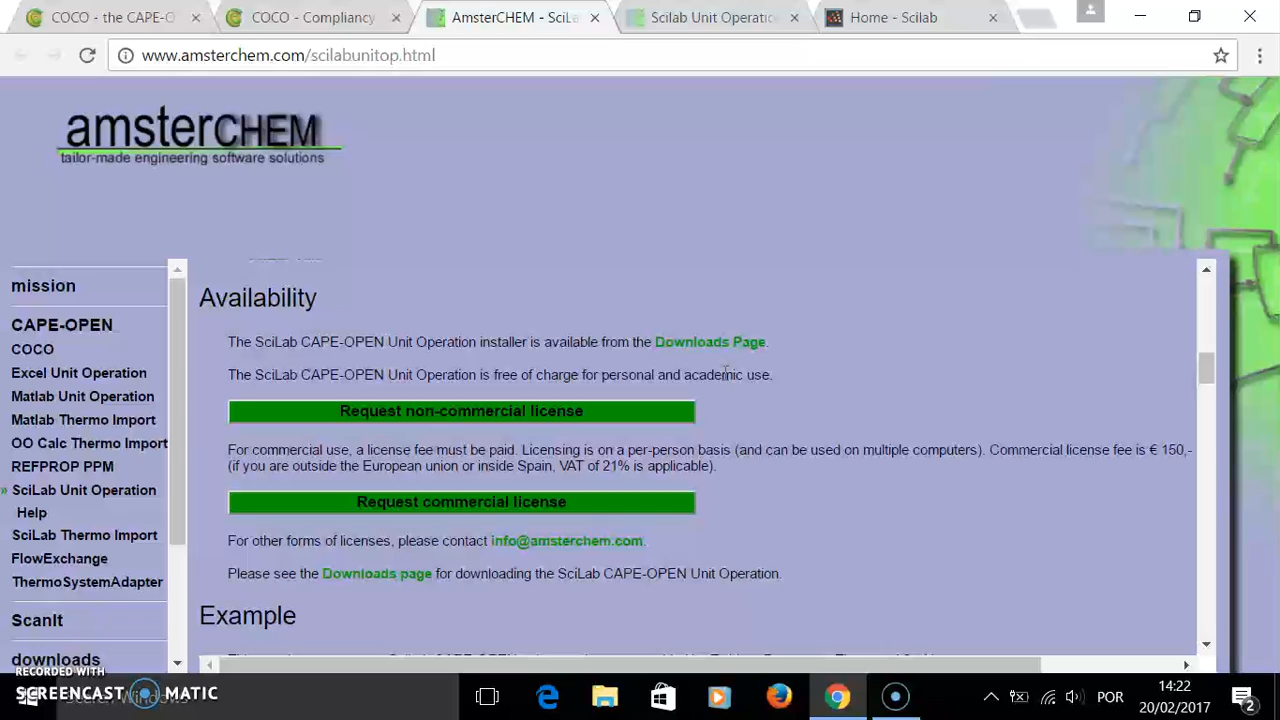 COCO - the CAPE-O
COCO - Compliancy
AmsterCHEM - SciLa
Scilab Unit Operatio
Home - Scilab
www.amsterchem.com/scilabunitop.html
amsterCHEM
tailor-made engineering software solutions
mission
CAPE-OPEN
COCO
Excel Unit Operation
Matlab Unit Operation
Matlab Thermo Import
OO Calc Thermo Import
REFPROP PPM
» SciLab Unit Operation
Help
SciLab Thermo Import
FlowExchange
ThermoSystemAdapter
ScanIt
downloads
Availability
The SciLab CAPE-OPEN Unit Operation installer is available from the Downloads Page.
The SciLab CAPE-OPEN Unit Operation is free of charge for personal and academic use.
Request non-commercial license
For commercial use, a license fee must be paid. Licensing is on a per-person basis (and can be used on multiple computers). Commercial license fee is € 150,-
(if you are outside the European union or inside Spain, VAT of 21% is applicable).
Request commercial license
For other forms of licenses, please contact info@amsterchem.com.
Please see the Downloads page for downloading the SciLab CAPE-OPEN Unit Operation.
Example
RECORDED WITH
SCREENCAST MATIC
POR
14:22
20/02/2017
2